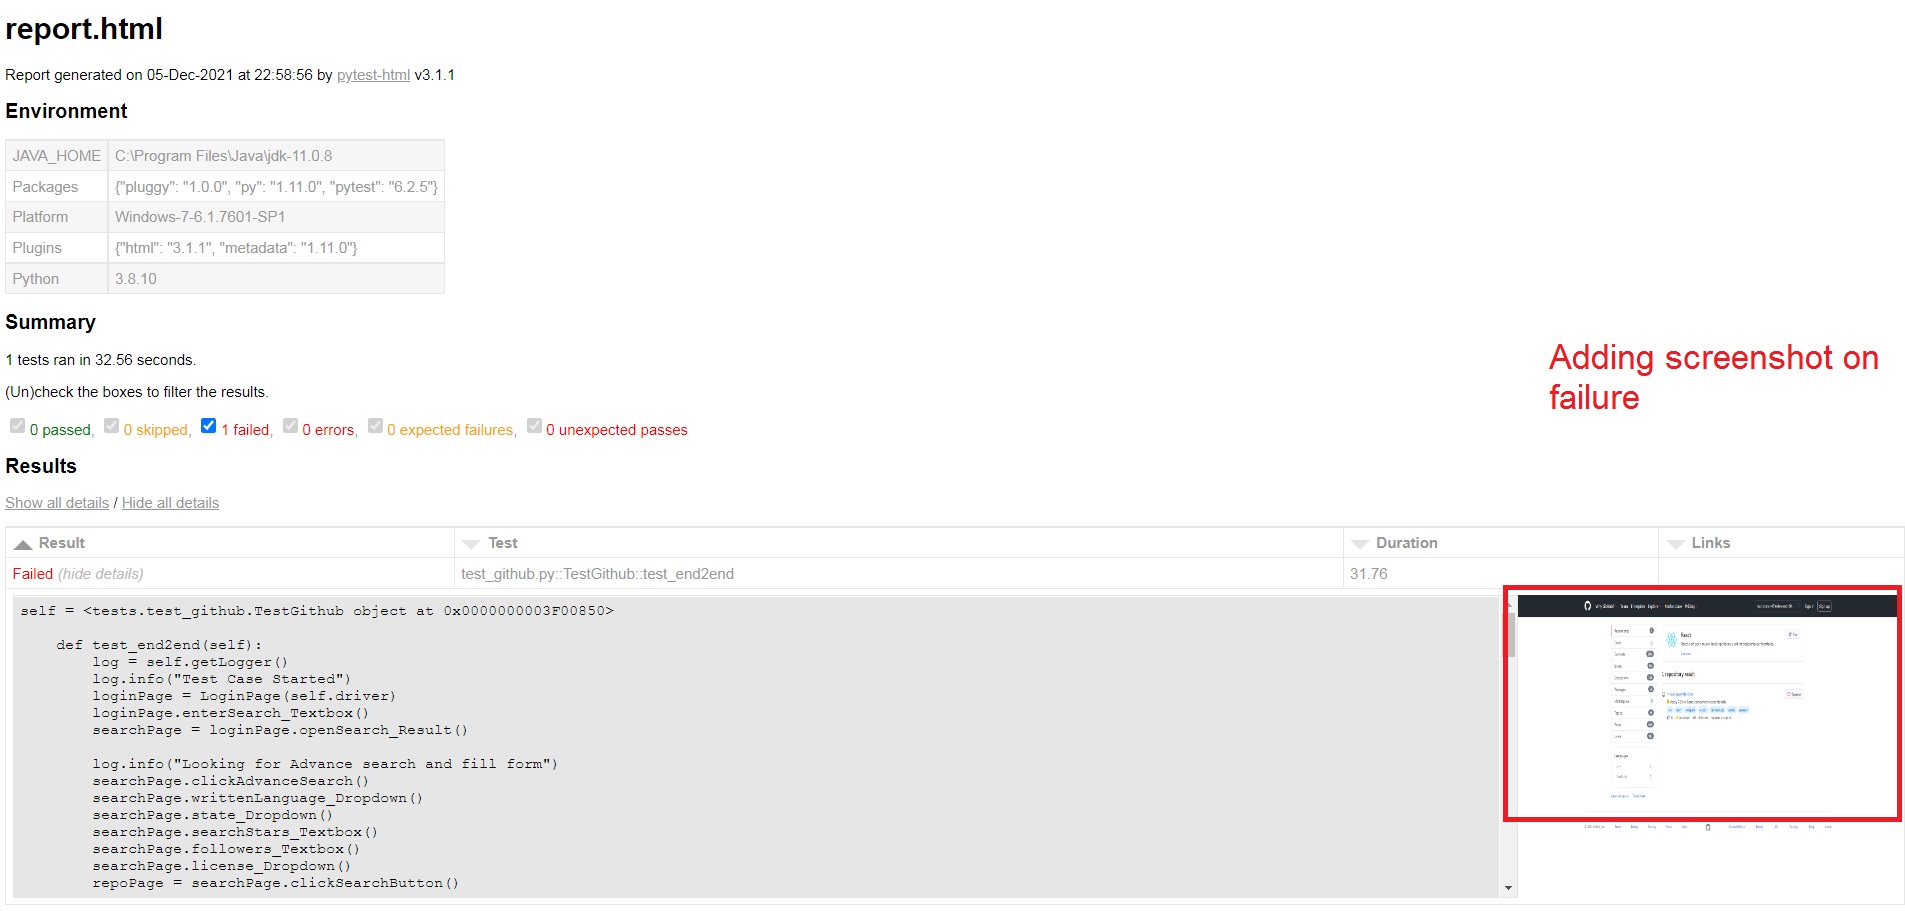 report.html
Report generated on 05-Dec-2021 at 22:58:56 by pytest-html v3.1.1
Environment
JAVA_HOME C:\Program Files\Java\jdk-11.0.8
Packages {"pluggy": "1.0.0", "py": "1.11.0", "pytest": "6.2.5"}
Platform Windows-7-6.1.7601-SP1
Plugins {"html": "3.1.1", "metadata": "1.11.0"}
Python 3.8.10
Summary
1 tests ran in 32.56 seconds.
(Un)check the boxes to filter the results.
0 passed, 0 skipped, 1 failed, 0 errors, 0 expected failures, 0 unexpected passes
Adding screenshot on
failure
Results
Show all details / Hide all details
Result Test Duration Links
Failed (hide details) test_github.py::TestGithub::test_end2end 31.76
self = <tests.test_github.TestGithub object at 0x0000000003F00850>
def test_end2end(self):
log = self.getLogger()
log.info("Test Case Started")
loginPage = LoginPage(self.driver)
loginPage.enterSearch_Textbox()
searchPage = loginPage.openSearch_Result()
log.info("Looking for Advance search and fill form")
searchPage.clickAdvanceSearch()
searchPage.writtenLanguage_Dropdown()
searchPage.state_Dropdown()
searchPage.searchStars_Textbox()
searchPage.followers_Textbox()
searchPage.license_Dropdown()
repoPage = searchPage.clickSearchButton()
React
1 repository result